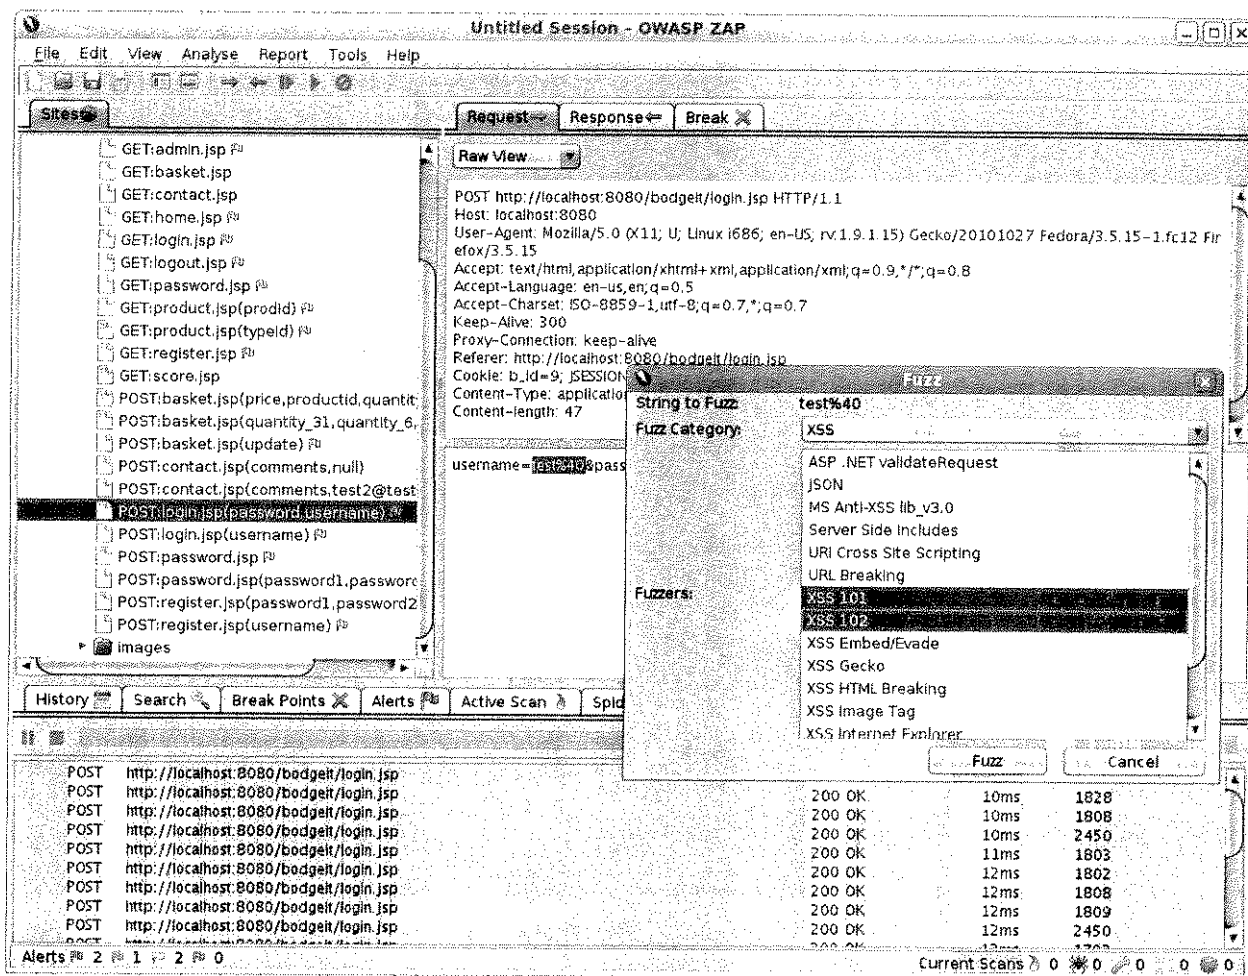 Untitled Session - OWASP ZAP
File Edit View Analyse Report Tools Help
Sites
GET:admin.jsp
GET:basket.jsp
GET:contact.jsp
GET:home.jsp
GET:login.jsp
GET:logout.jsp
GET:password.jsp
GET:product.jsp(prodid)
GET:product.jsp(typeid)
GET:register.jsp
GET:score.jsp
POST:basket.jsp(price,productid,quantit
POST:basket.jsp(quantity_31,quantity_6,
POST:basket.jsp(update)
POST:contact.jsp(comments,null)
POST:contact.jsp(comments,test2@test
POST:login.jsp(password,username)
POST:login.jsp(username)
POST:password.jsp
POST:password.jsp(password1,password
POST:register.jsp(password1,password2
POST:register.jsp(username)
images
Request Response Break
Raw View
POST http://localhost:8080/bodgeit/login.jsp HTTP/1.1
Host: localhost:8080
User-Agent: Mozilla/5.0 (X11; U; Linux i686; en-US; rv:1.9.1.15) Gecko/20101027 Fedora/3.5.15-1.fc12 Fir
efox/3.5.15
Accept: text/html,application/xhtml+xml,application/xml;q=0.9,*/*;q=0.8
Accept-Language: en-us,en;q=0.5
Accept-Charset: ISO-8859-1,utf-8;q=0.7,*;q=0.7
Keep-Alive: 300
Proxy-Connection: keep-alive
Referer: http://localhost:8080/bodgeit/login.jsp
Cookie: b_id=9; JSESSION
Content-Type: application
Content-length: 47
username=test%40&pass
Fuzz
String to Fuzz: test%40
Fuzz Category: XSS
Fuzzers:
ASP .NET validateRequest
JSON
MS Anti-XSS lib_v3.0
Server Side Includes
URI Cross Site Scripting
URL Breaking
XSS 101
XSS 102
XSS Embed/Evade
XSS Gecko
XSS HTML Breaking
XSS Image Tag
XSS Internet Explorer
Fuzz Cancel
History Search Break Points Alerts Active Scan Spid
POST http://localhost:8080/bodgeit/login.jsp
POST http://localhost:8080/bodgeit/login.jsp 200 OK 10ms 1828
POST http://localhost:8080/bodgeit/login.jsp 200 OK 10ms 1808
POST http://localhost:8080/bodgeit/login.jsp 200 OK 10ms 2450
POST http://localhost:8080/bodgeit/login.jsp 200 OK 11ms 1803
POST http://localhost:8080/bodgeit/login.jsp 200 OK 12ms 1802
POST http://localhost:8080/bodgeit/login.jsp 200 OK 12ms 1808
POST http://localhost:8080/bodgeit/login.jsp 200 OK 12ms 1809
POST http://localhost:8080/bodgeit/login.jsp 200 OK 12ms 2450
Alerts 2 1 2 0
Current Scans 0 0 0 0 0